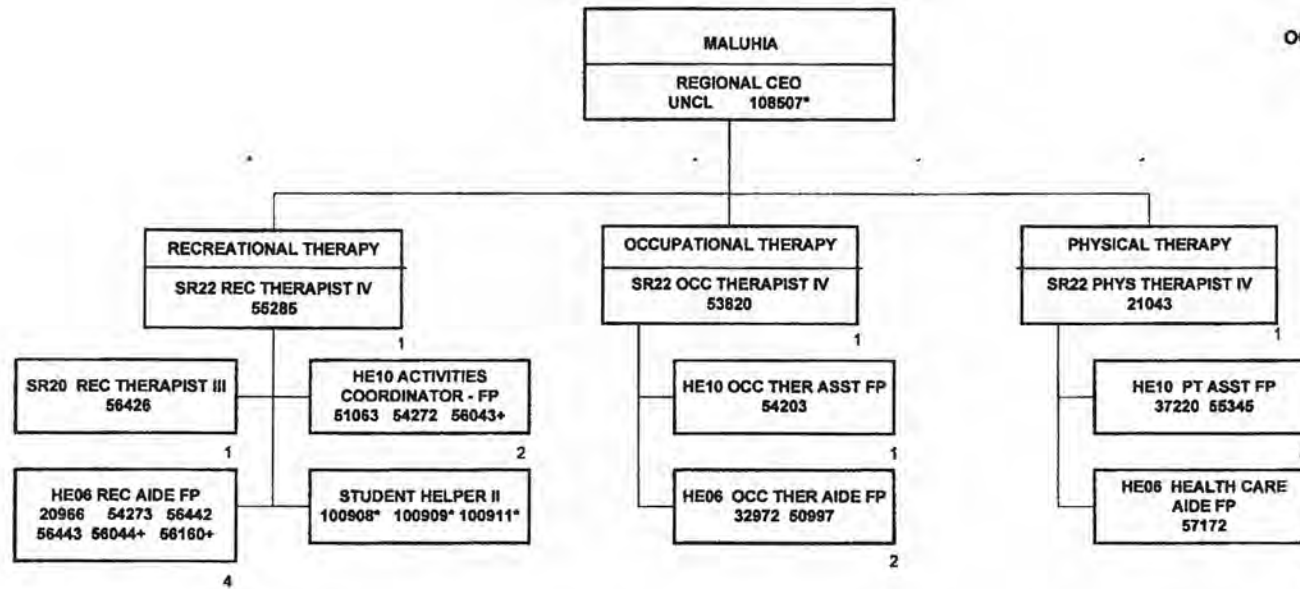 MALUHIA
REGIONAL CEO
UNCL 108507*
RECREATIONAL THERAPY
SR22 REC THERAPIST IV
55285
1
OCCUPATIONAL THERAPY
SR22 OCC THERAPIST IV
53820
1
PHYSICAL THERAPY
SR22 PHYS THERAPIST IV
21043
1
SR20 REC THERAPIST III
56426
1
HE10 ACTIVITIES
COORDINATOR - FP
51063 54272 56043+
2
HE10 OCC THER ASST FP
54203
1
HE10 PT ASST FP
37220 55345
HE06 REC AIDE FP
20966 54273 56442
56443 56044+ 56160+
4
STUDENT HELPER II
100908* 100909* 100911*
HE06 OCC THER AIDE FP
32972 50997
2
HE06 HEALTH CARE
AIDE FP
57172